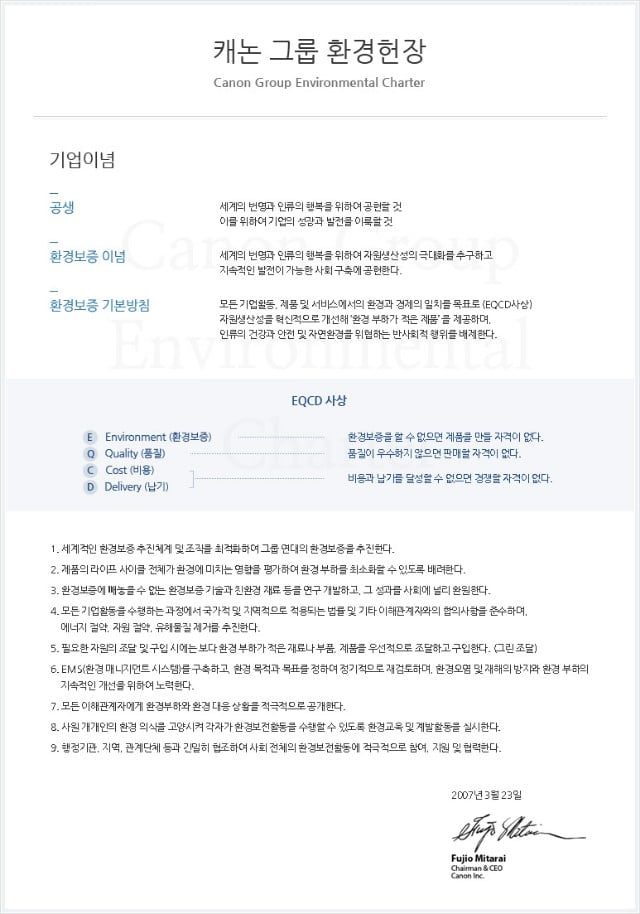 캐논 그룹 환경헌장
Canon Group Environmental Charter
기업이념
공생
세계의 번영과 인류의 행복을 위하여 공헌할 것
이를 위하여 기업의 성장과 발전을 이룩할 것
환경보증 이념
세계의 번영과 인류의 행복을 위하여 자원생산성의 극대화를 추구하고
지속적인 발전이 가능한 사회 구축에 공헌한다.
환경보증 기본방침
모든 기업활동, 제품 및 서비스에서의 환경과 경제의 일치를 목표로 (EQCD사상)
자원생산성을 혁신적으로 개선해 '환경 부하가 적은 제품'을 제공하며,
인류의 건강과 안전 및 자연환경을 위협하는 반사회적 행위를 배제한다.
Canon Group
Environmental
Charter
EQCD 사상
E Environment (환경보증) 환경보증을 할 수 없으면 제품을 만들 자격이 없다.
Q Quality (품질) 품질이 우수하지 않으면 판매할 자격이 없다.
C Cost (비용)
D Delivery (납기)
비용과 납기를 달성할 수 없으면 경쟁할 자격이 없다.
1. 세계적인 환경보증 추진체계 및 조직을 최적화하여 그룹 연대의 환경보증을 추진한다.
2. 제품의 라이프 사이클 전체가 환경에 미치는 영향을 평가하여 환경 부하를 최소화할 수 있도록 배려한다.
3. 환경보증에 빼놓을 수 없는 환경보증 기술과 친환경 재료 등을 연구 개발하고, 그 성과를 사회에 널리 환원한다.
4. 모든 기업활동을 수행하는 과정에서 국가적 및 지역적으로 적용되는 법률 및 기타 이해관계자와의 합의사항을 준수하며,
에너지 절약, 자원 절약, 유해물질 제거를 추진한다.
5. 필요한 자원의 조달 및 구입 시에는 보다 환경 부하가 적은 재료나 부품, 제품을 우선적으로 조달하고 구입한다. (그린 조달)
6. EMS(환경 매니지먼트 시스템)를 구축하고, 환경 목적과 목표를 정하여 정기적으로 재검토하며, 환경오염 및 재해의 방지와 환경 부하의
지속적인 개선을 위하여 노력한다.
7. 모든 이해관계자에게 환경부하와 환경 대응 상황을 적극적으로 공개한다.
8. 사원 개개인의 환경 의식을 고양시켜 각자가 환경보전활동을 수행할 수 있도록 환경교육 및 계발활동을 실시한다.
9. 행정기관, 지역, 관계단체 등과 긴밀히 협조하여 사회 전체의 환경보전활동에 적극적으로 참여, 지원 및 협력한다.
2007년 3월 23일
Fujio Mitarai
Fujio Mitarai
Chairman & CEO
Canon Inc.